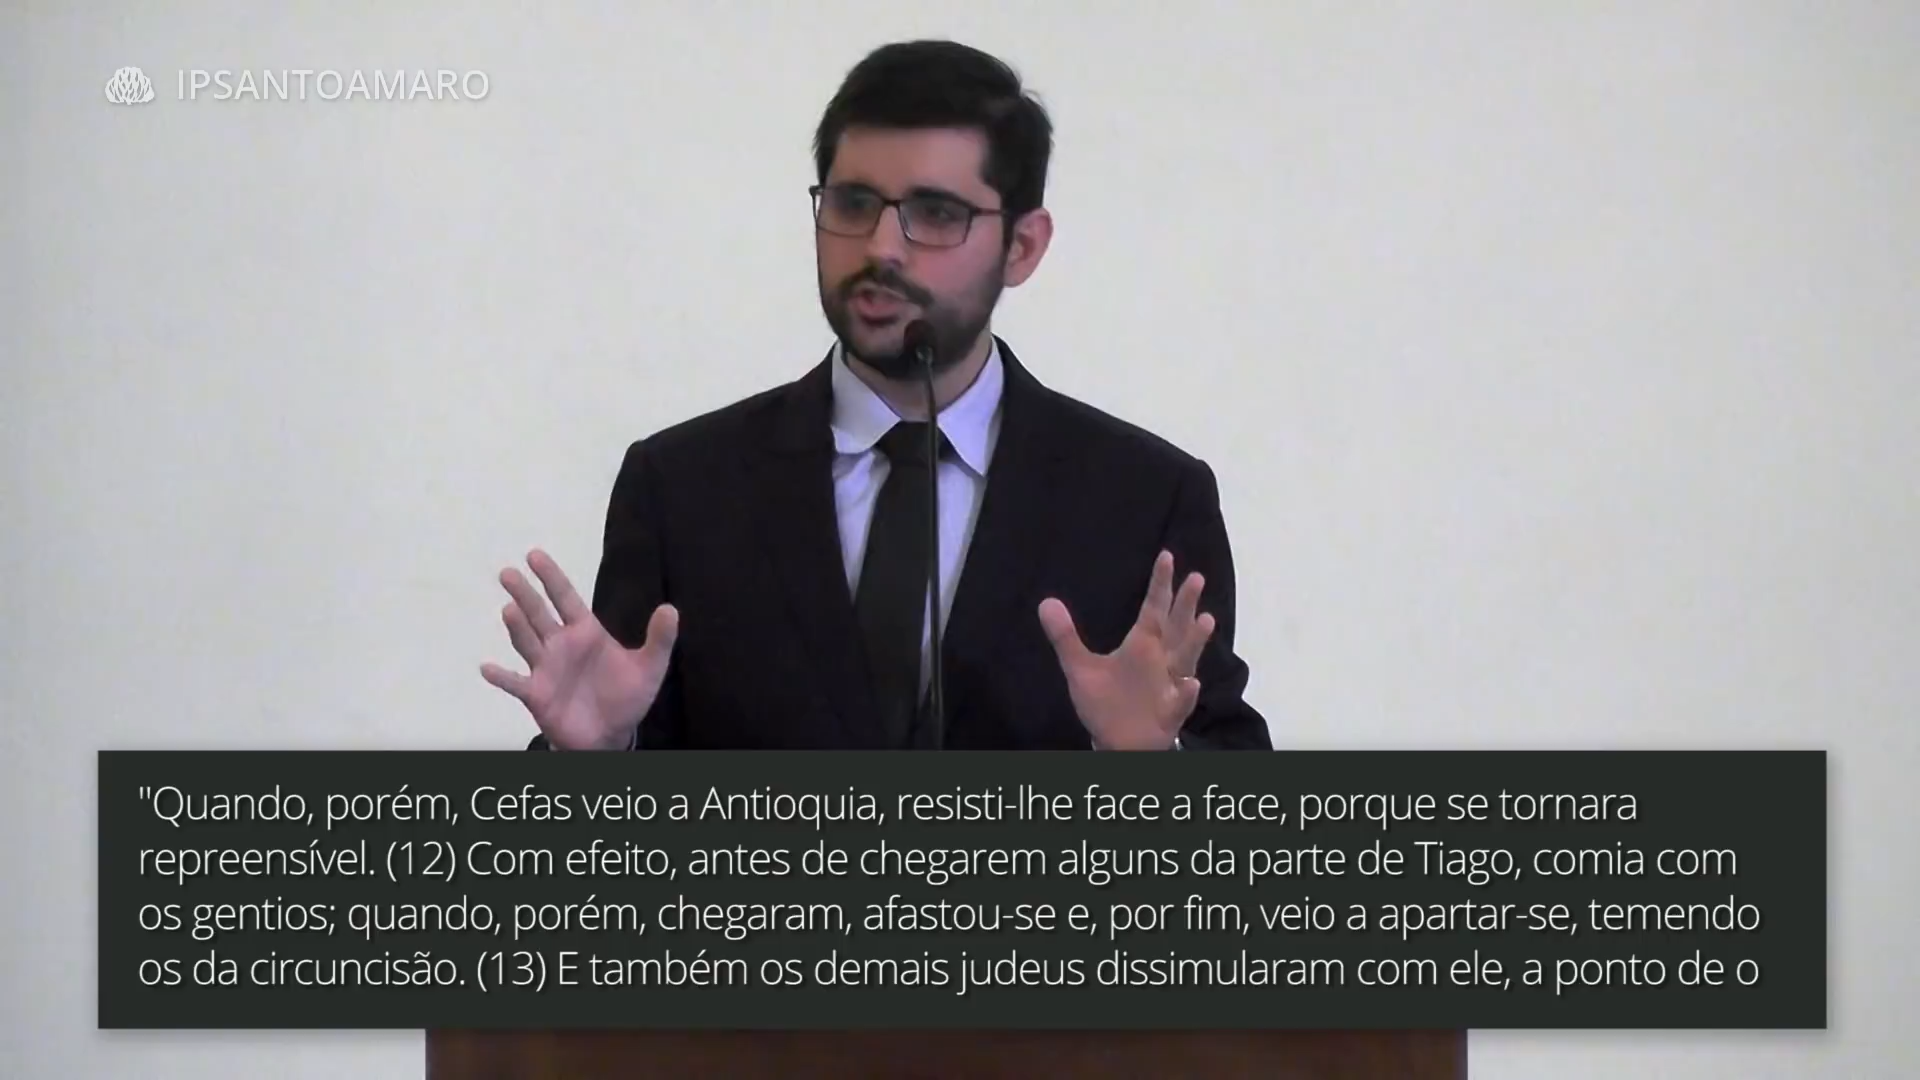 IPSANTOAMARO
"Quando, porém, Cefas veio a Antioquia, resisti-lhe face a face, porque se tornara
repreensível. (12) Com efeito, antes de chegarem alguns da parte de Tiago, comia com
os gentios; quando, porém, chegaram, afastou-se e, por fim, veio a apartar-se, temendo
os da circuncisão. (13) E também os demais judeus dissimularam com ele, a ponto de o